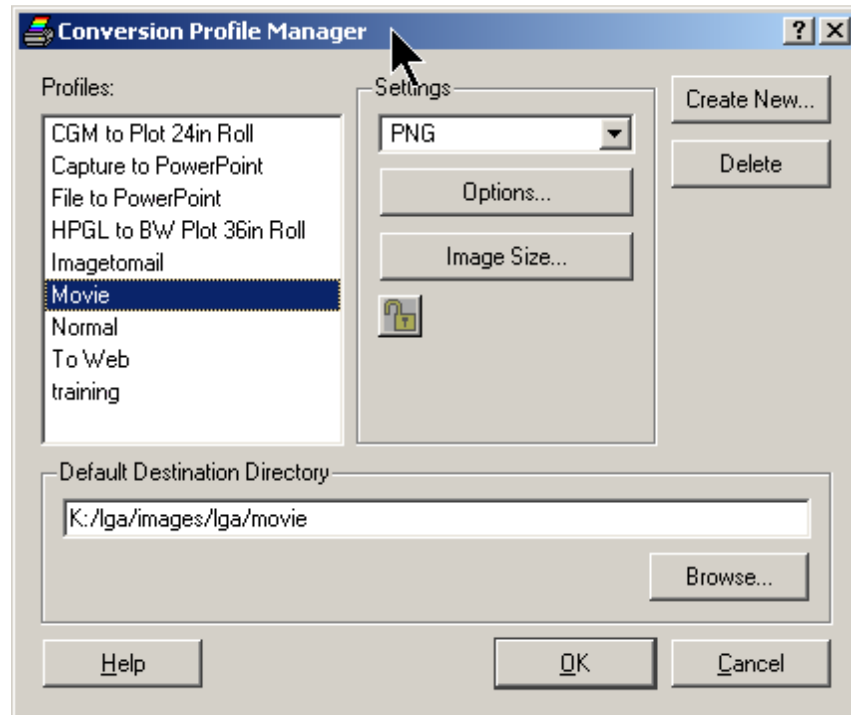 Conversion Profile Manager
Profiles:
CGM to Plot 24in Roll
Capture to PowerPoint
File to PowerPoint
HPGL to BW Plot 36in Roll
Imagetomail
Movie
Normal
To Web
training
Settings
PNG
Options...
Image Size...
Create New...
Delete
Default Destination Directory
K:/lga/images/lga/movie
Browse...
Help
OK
Cancel